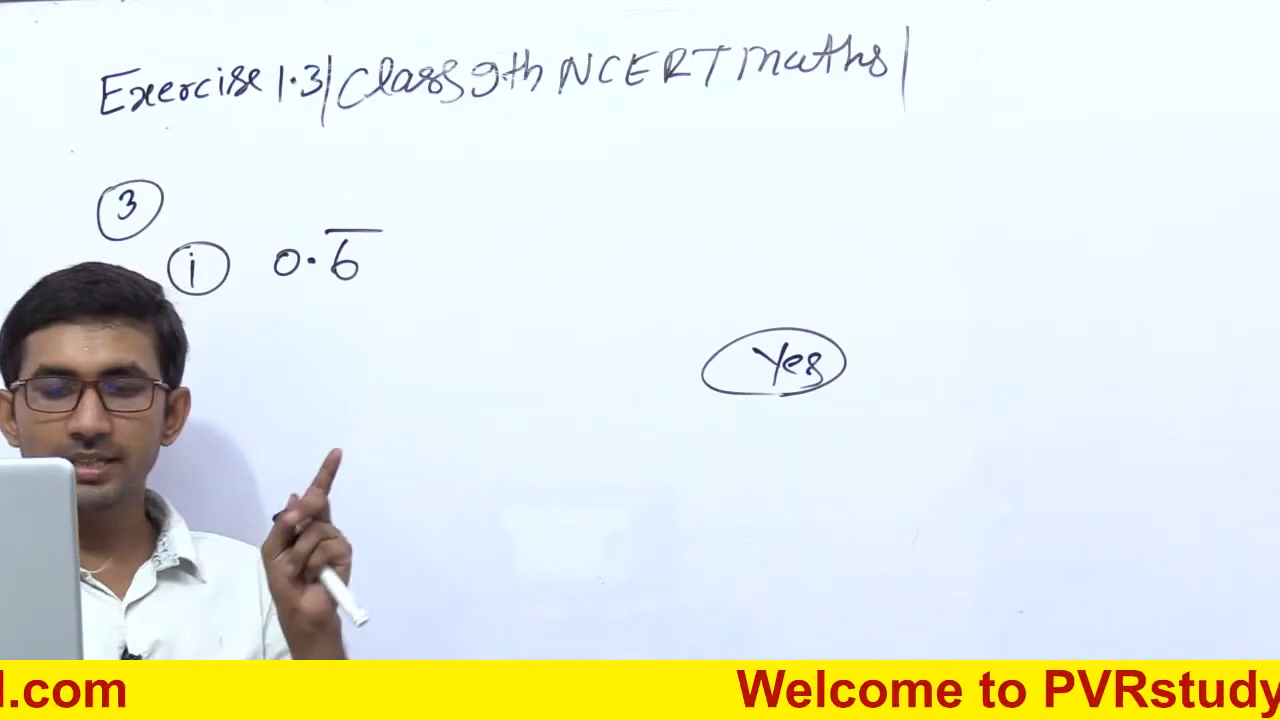 Exercise 1.3| Class 9th NCERT Maths|
3
i 0.6̅
Yes
l.com Welcome to PVRstudy